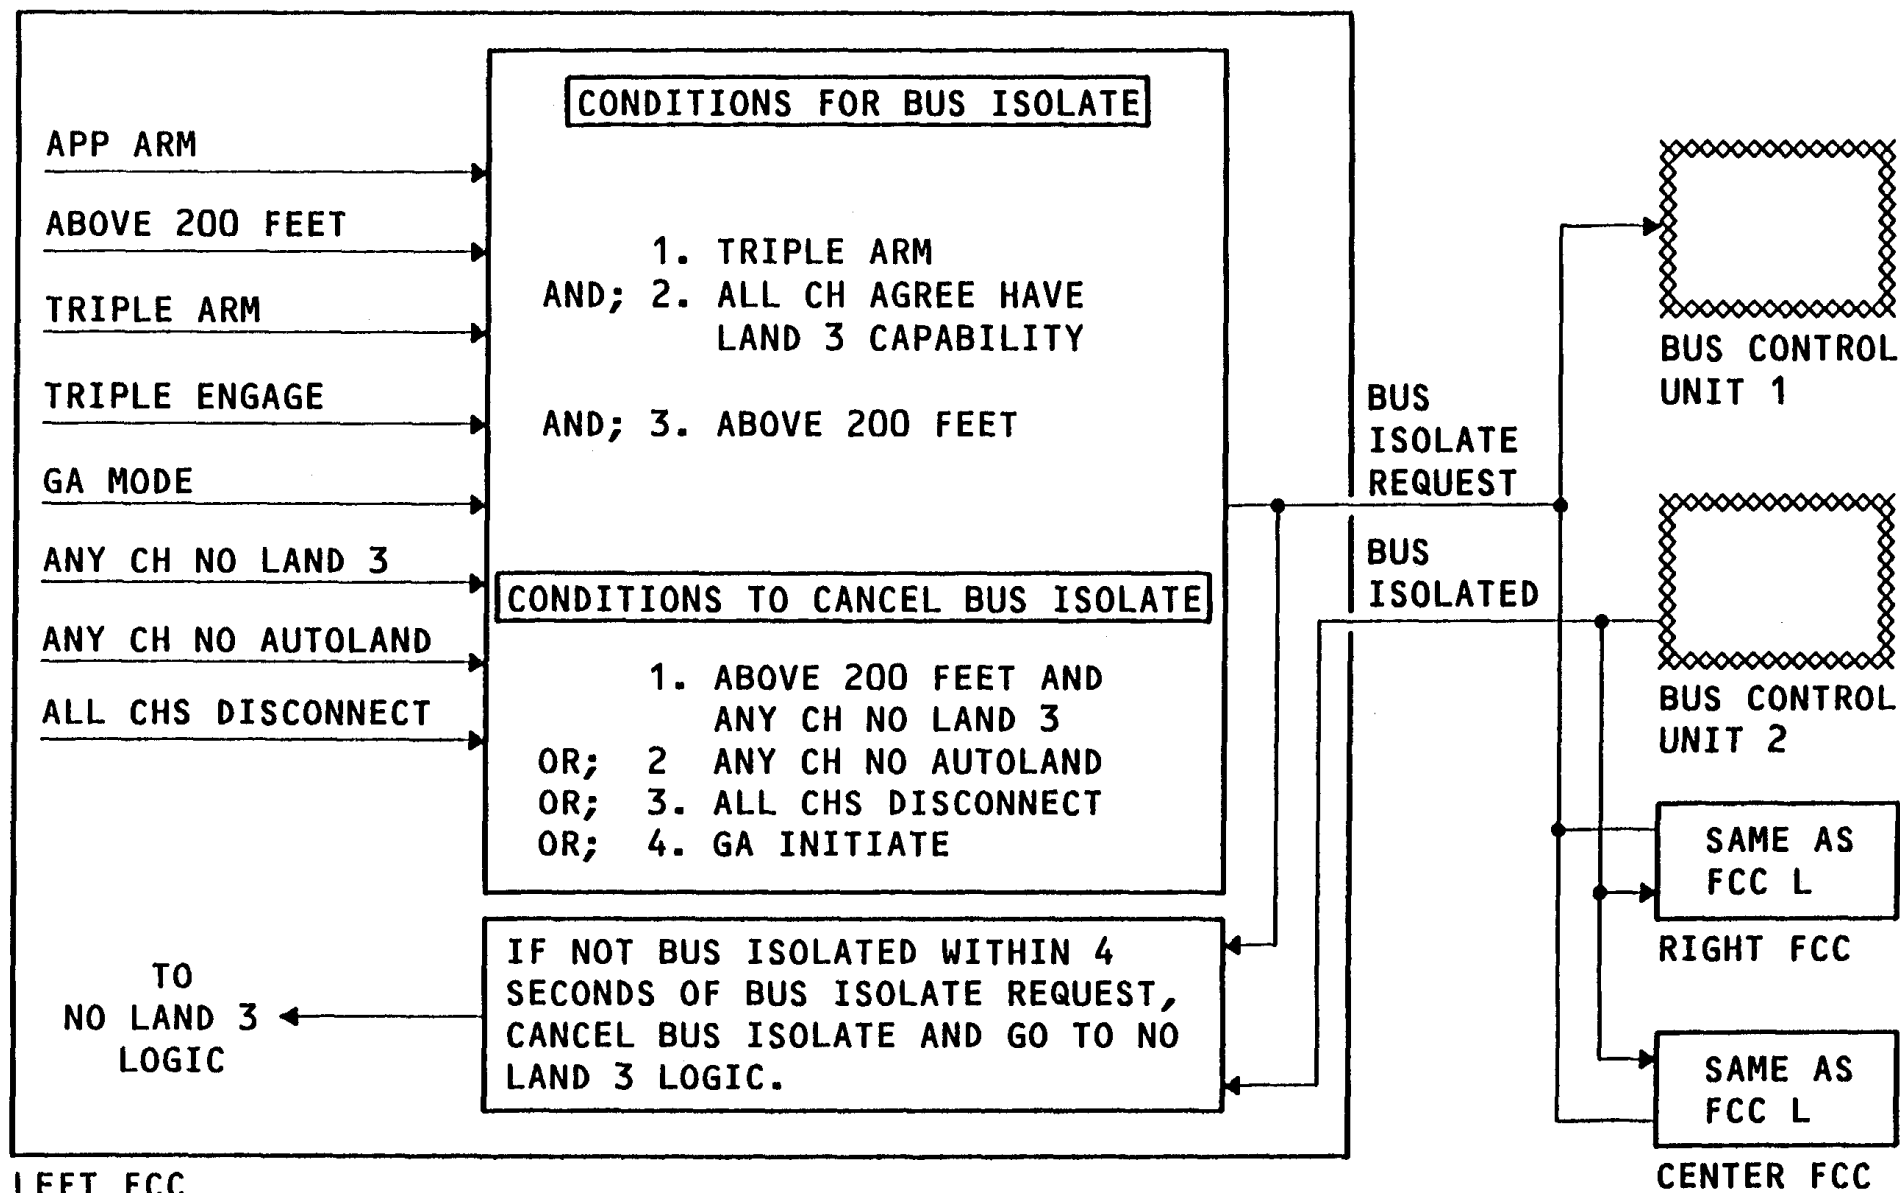 CONDITIONS FOR BUS ISOLATE
APP ARM
ABOVE 200 FEET
TRIPLE ARM
TRIPLE ENGAGE
GA MODE
ANY CH NO LAND 3
ANY CH NO AUTOLAND
ALL CHS DISCONNECT
1. TRIPLE ARM
AND; 2. ALL CH AGREE HAVE
LAND 3 CAPABILITY
AND; 3. ABOVE 200 FEET
CONDITIONS TO CANCEL BUS ISOLATE
1. ABOVE 200 FEET AND
ANY CH NO LAND 3
OR; 2 ANY CH NO AUTOLAND
OR; 3. ALL CHS DISCONNECT
OR; 4. GA INITIATE
IF NOT BUS ISOLATED WITHIN 4
SECONDS OF BUS ISOLATE REQUEST,
CANCEL BUS ISOLATE AND GO TO NO
LAND 3 LOGIC.
TO
NO LAND 3
LOGIC
LEFT FCC
BUS
ISOLATE
REQUEST
BUS
ISOLATED
BUS CONTROL
UNIT 1
BUS CONTROL
UNIT 2
SAME AS
FCC L
RIGHT FCC
SAME AS
FCC L
CENTER FCC